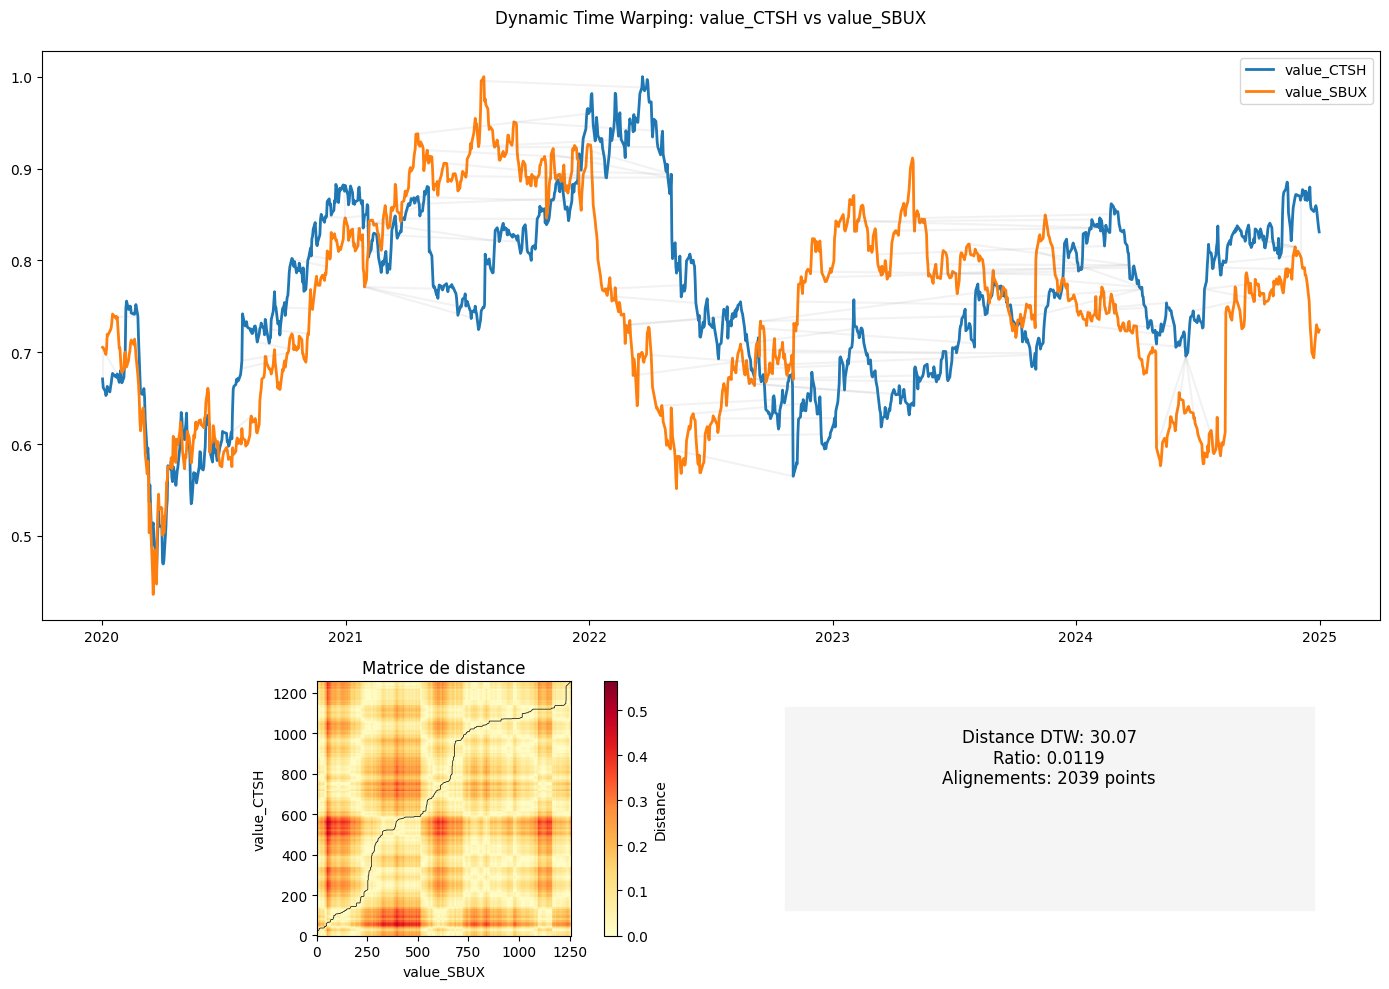 Dynamic Time Warping: value_CTSH vs value_SBUX
value_CTSH
value_SBUX
1.0
0.9
0.8
0.7
0.6
0.5
2020 2021 2022 2023 2024 2025
Matrice de distance
1200
1000
800
600
400
200
0
0 250 500 750 1000 1250
value_CTSH
value_SBUX
0.5
0.4
0.3
0.2
0.1
0.0
Distance
Distance DTW: 30.07
Ratio: 0.0119
Alignements: 2039 points